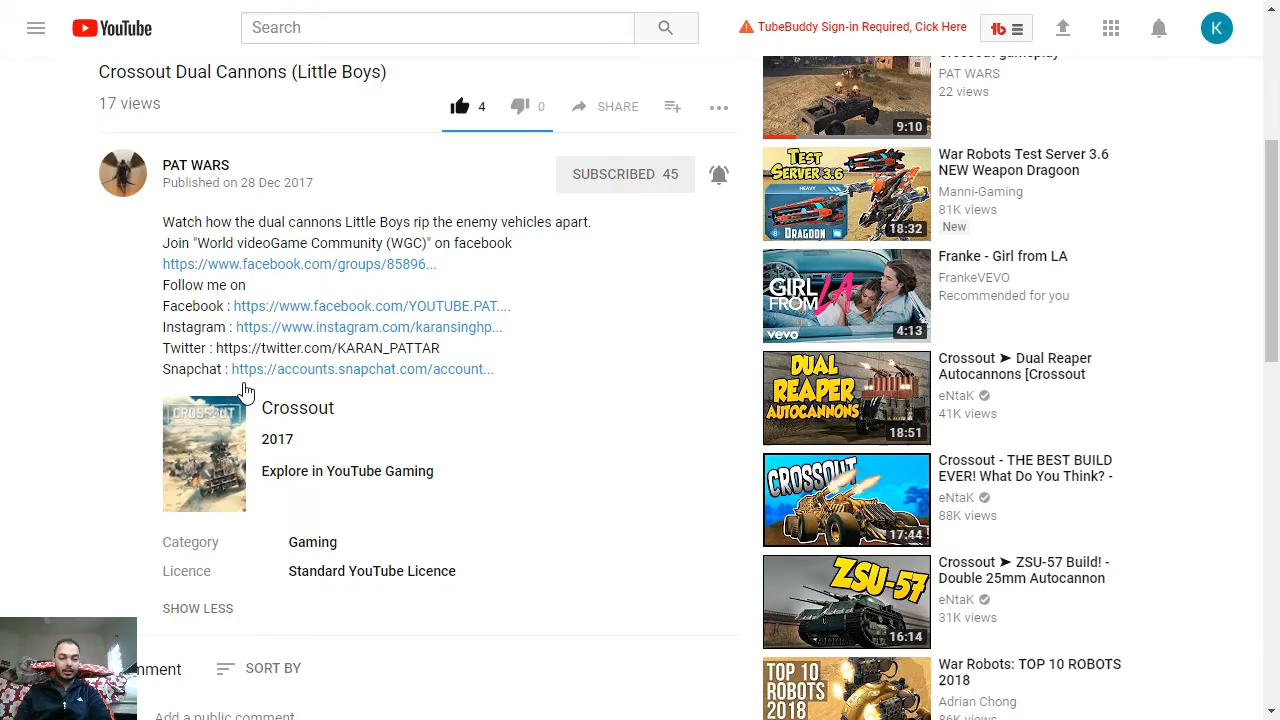 YouTube
Search
TubeBuddy Sign-in Required, Cick Here
tb
K
Crossout Dual Cannons (Little Boys)
17 views
4
0
SHARE
PAT WARS
Published on 28 Dec 2017
SUBSCRIBED 45
Watch how the dual cannons Little Boys rip the enemy vehicles apart.
Join "World videoGame Community (WGC)" on facebook
https://www.facebook.com/groups/85896...
Follow me on
Facebook : https://www.facebook.com/YOUTUBE.PAT....
Instagram : https://www.instagram.com/karansinghp...
Twitter : https://twitter.com/KARAN_PATTAR
Snapchat : https://accounts.snapchat.com/account...
CROSSOUT
Crossout
2017
Explore in YouTube Gaming
Category Gaming
Licence Standard YouTube Licence
SHOW LESS
SORT BY
Add a public comment
Crossout gameplay
PAT WARS
22 views
9:10
TEST
SERVER 3.6
HEAVY
DRAGOON
18:32
War Robots Test Server 3.6
NEW Weapon Dragoon
Manni-Gaming
81K views
New
GIRL
FROM LA
vevo
4:13
Franke - Girl from LA
FrankeVEVO
Recommended for you
DUAL
REAPER
AUTOCANNONS
18:51
Crossout ➤ Dual Reaper
Autocannons [Crossout
eNtaK
41K views
CROSSOUT
17:44
Crossout - THE BEST BUILD
EVER! What Do You Think? -
eNtaK
88K views
ZSU-57
16:14
Crossout ➤ ZSU-57 Build! -
Double 25mm Autocannon
eNtaK
31K views
TOP 10
ROBOTS
2018
War Robots: TOP 10 ROBOTS
2018
Adrian Chong
86K views